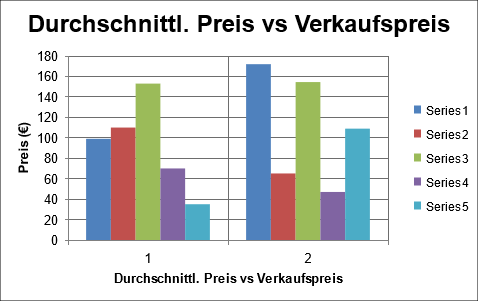 Durchschnittl. Preis vs Verkaufspreis
Preis (€)
180
160
140
120
100
80
60
40
20
0
1
2
Durchschnittl. Preis vs Verkaufspreis
Series1
Series2
Series3
Series4
Series5